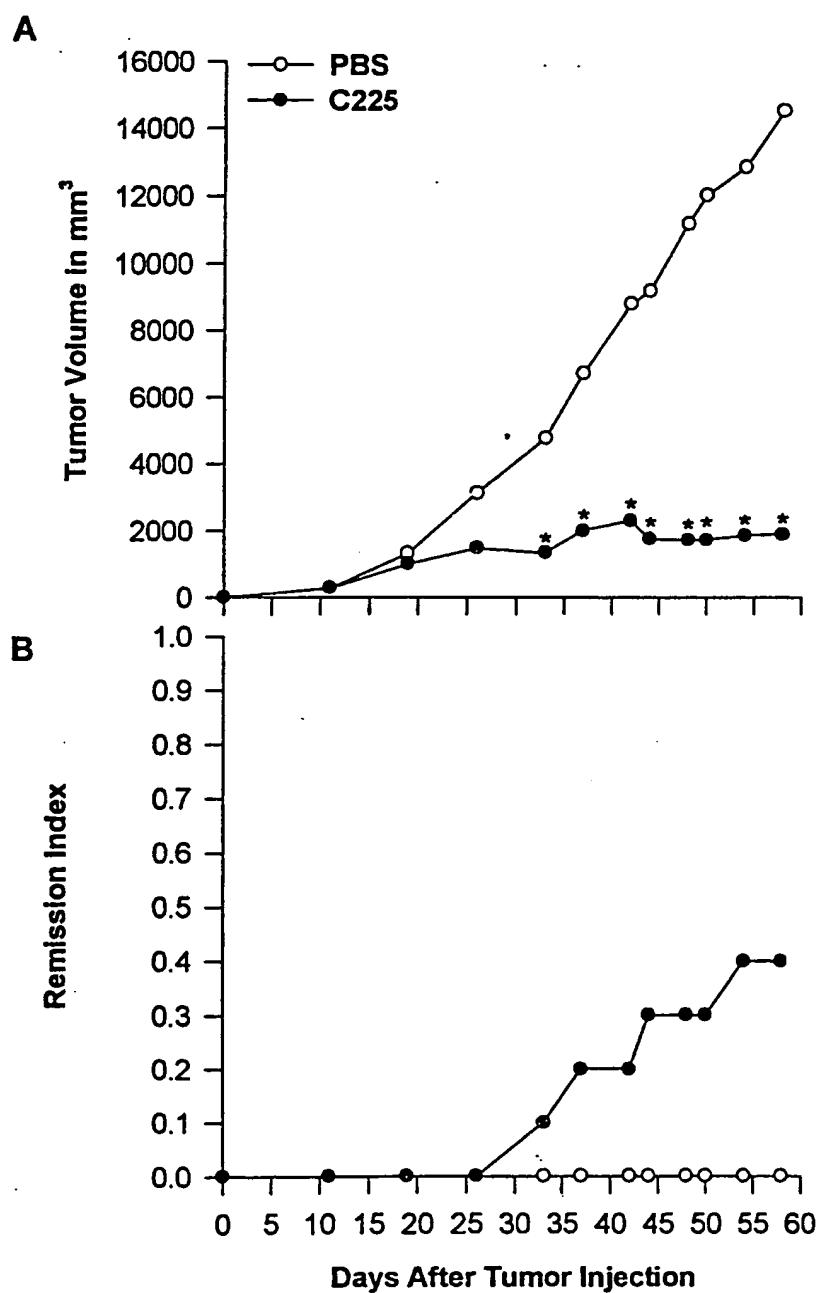 A
PBS
C225
16000
14000
12000
10000
8000
6000
4000
2000
0
Tumor Volume in mm³
* * * * * * * *
B
1.0
0.9
0.8
0.7
0.6
0.5
0.4
0.3
0.2
0.1
0.0
Remission Index
0 5 10 15 20 25 30 35 40 45 50 55 60
Days After Tumor Injection